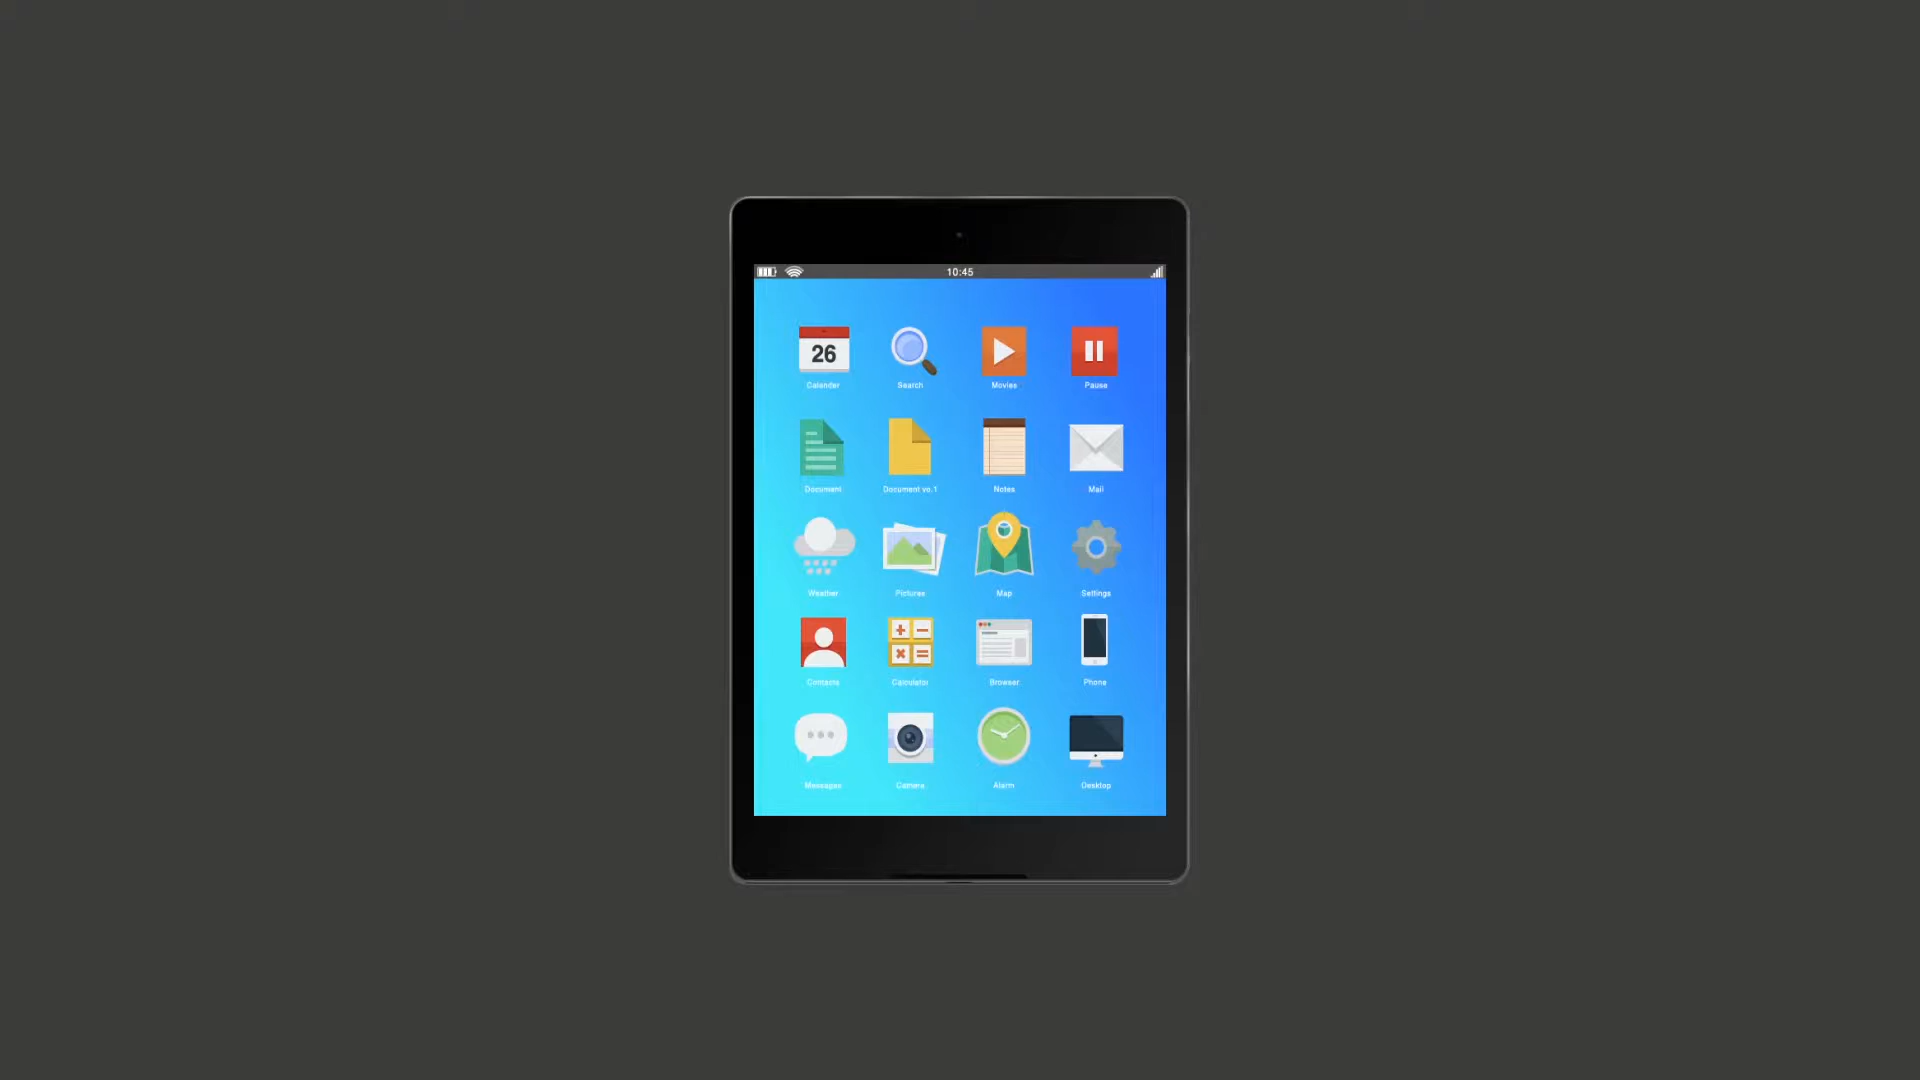 10:45
26
Calender
Search
Movies
Pause
Document
Document vo.1
Notes
Mail
Weather
Pictures
Map
Settings
Contacts
Calculator
Browser
Phone
Messages
Camera
Alarm
Desktop